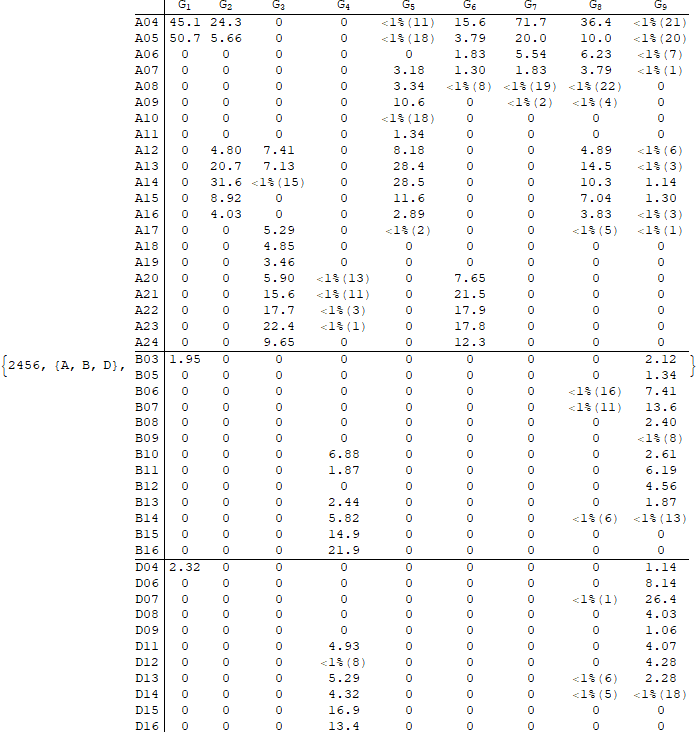 G1 G2 G3 G4 G5 G6 G7 G8 G9
A04 45.1 24.3 0 0 <1%(11) 15.6 71.7 36.4 <1%(21)
A05 50.7 5.66 0 0 <1%(18) 3.79 20.0 10.0 <1%(20)
A06 0 0 0 0 0 1.83 5.54 6.23 <1%(7)
A07 0 0 0 0 3.18 1.30 1.83 3.79 <1%(1)
A08 0 0 0 0 3.34 <1%(8) <1%(19) <1%(22) 0
A09 0 0 0 0 10.6 0 <1%(2) <1%(4) 0
A10 0 0 0 0 <1%(18) 0 0 0 0
A11 0 0 0 0 1.34 0 0 0 0
A12 0 4.80 7.41 0 8.18 0 0 4.89 <1%(6)
A13 0 20.7 7.13 0 28.4 0 0 14.5 <1%(3)
A14 0 31.6 <1%(15) 0 28.5 0 0 10.3 1.14
A15 0 8.92 0 0 11.6 0 0 7.04 1.30
A16 0 4.03 0 0 2.89 0 0 3.83 <1%(3)
A17 0 0 5.29 0 <1%(2) 0 0 <1%(5) <1%(1)
A18 0 0 4.85 0 0 0 0 0 0
A19 0 0 3.46 0 0 0 0 0 0
A20 0 0 5.90 <1%(13) 0 7.65 0 0 0
A21 0 0 15.6 <1%(11) 0 21.5 0 0 0
A22 0 0 17.7 <1%(3) 0 17.9 0 0 0
A23 0 0 22.4 <1%(1) 0 17.8 0 0 0
A24 0 0 9.65 0 0 12.3 0 0 0
{2456, {A, B, D}, B03 1.95 0 0 0 0 0 0 0 2.12 }
B05 0 0 0 0 0 0 0 0 1.34
B06 0 0 0 0 0 0 0 <1%(16) 7.41
B07 0 0 0 0 0 0 0 <1%(11) 13.6
B08 0 0 0 0 0 0 0 0 2.40
B09 0 0 0 0 0 0 0 0 <1%(8)
B10 0 0 0 6.88 0 0 0 0 2.61
B11 0 0 0 1.87 0 0 0 0 6.19
B12 0 0 0 0 0 0 0 0 4.56
B13 0 0 0 2.44 0 0 0 0 1.87
B14 0 0 0 5.82 0 0 0 <1%(6) <1%(13)
B15 0 0 0 14.9 0 0 0 0 0
B16 0 0 0 21.9 0 0 0 0 0
D04 2.32 0 0 0 0 0 0 0 1.14
D06 0 0 0 0 0 0 0 0 8.14
D07 0 0 0 0 0 0 0 <1%(1) 26.4
D08 0 0 0 0 0 0 0 0 4.03
D09 0 0 0 0 0 0 0 0 1.06
D11 0 0 0 4.93 0 0 0 0 4.07
D12 0 0 0 <1%(8) 0 0 0 0 4.28
D13 0 0 0 5.29 0 0 0 <1%(6) 2.28
D14 0 0 0 4.32 0 0 0 <1%(5) <1%(18)
D15 0 0 0 16.9 0 0 0 0 0
D16 0 0 0 13.4 0 0 0 0 0